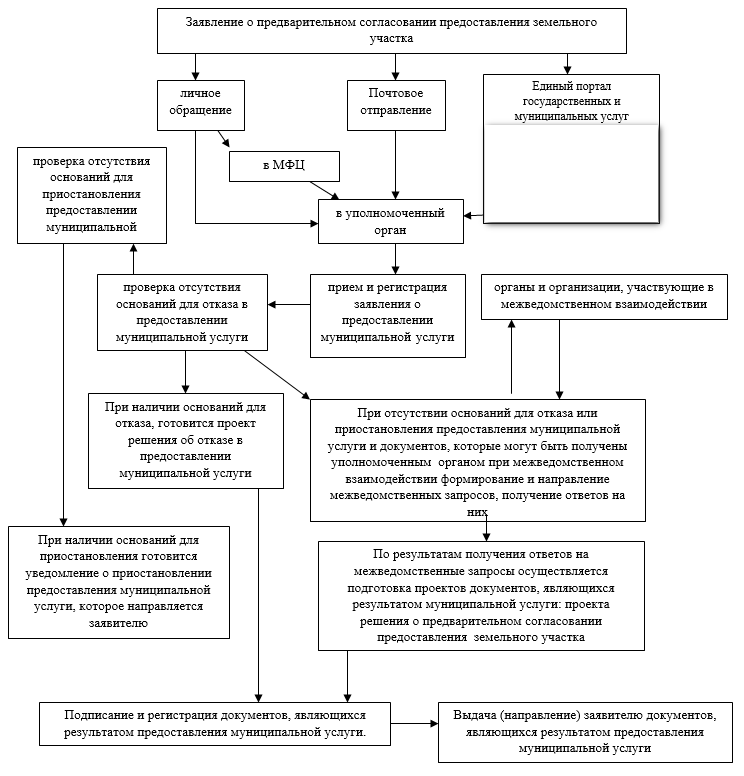 Заявление о предварительном согласовании предоставления земельного
участка
личное
обращение
Почтовое
отправление
Единый портал
государственных и
муниципальных услуг
в МФЦ
проверка отсутствия
оснований для
приостановления
предоставлении
муниципальной
в уполномоченный
орган
проверка отсутствия
оснований для отказа в
предоставлении
муниципальной услуги
прием и регистрация
заявления о
предоставлении
муниципальной услуги
органы и организации, участвующие в
межведомственном взаимодействии
При наличии оснований для
отказа, готовится проект
решения об отказе в
предоставлении
муниципальной услуги
При отсутствии оснований для отказа или
приостановления предоставления муниципальной
услуги и документов, которые могут быть получены
уполномоченным органом при межведомственном
взаимодействии формирование и направление
межведомственных запросов, получение ответов на
них
При наличии оснований для
приостановления готовится
уведомление о приостановлении
предоставления муниципальной
услуги, которое направляется
заявителю
По результатам получения ответов на
межведомственные запросы осуществляется
подготовка проектов документов, являющихся
результатом муниципальной услуги: проекта
решения о предварительном согласовании
предоставления земельного участка
Подписание и регистрация документов, являющихся
результатом предоставления муниципальной услуги.
Выдача (направление) заявителю документов,
являющихся результатом предоставления
муниципальной услуги